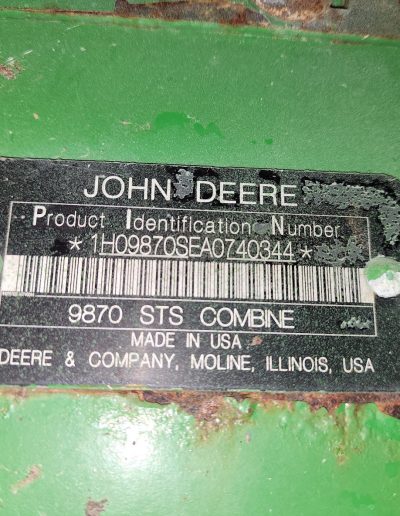 JOHN DEERE
Product Identification Number
*1H09870SEA0740344*
9870 STS COMBINE
MADE IN USA
DEERE & COMPANY, MOLINE, ILLINOIS, USA